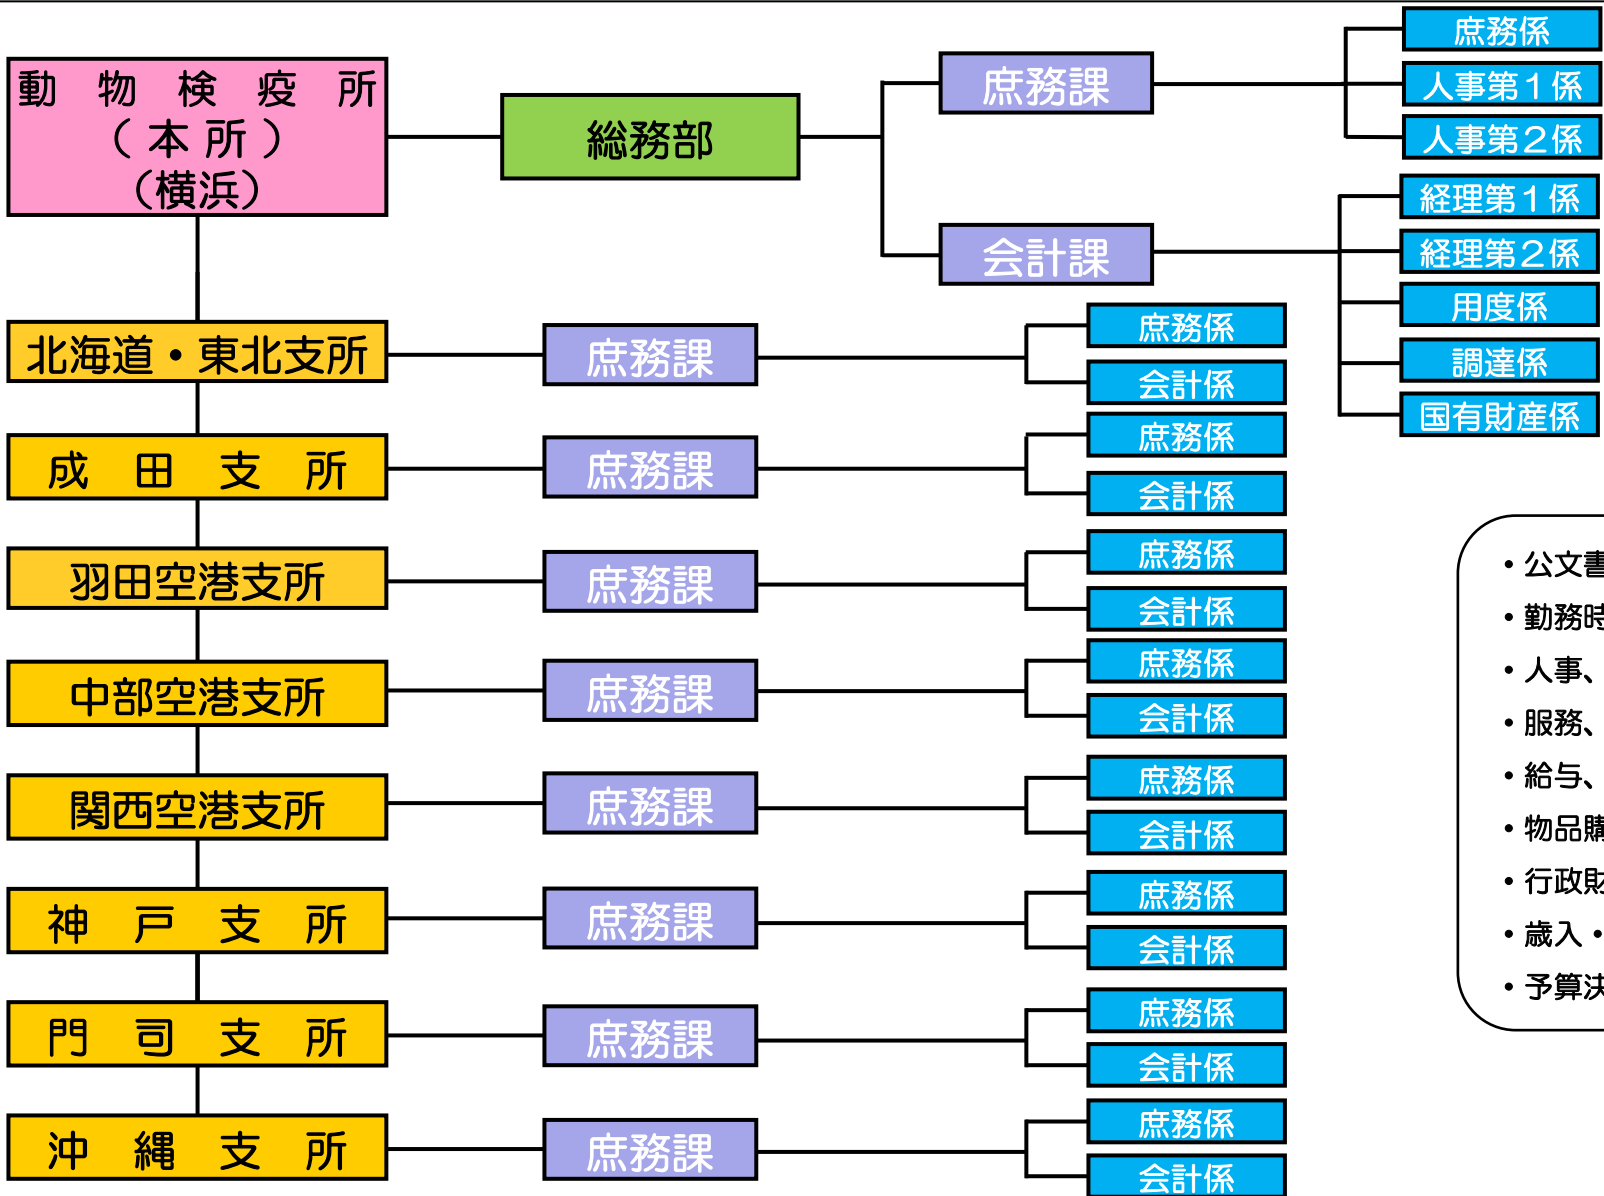 動物検疫所
（本所）
（横浜）
総務部
庶務課
庶務係
人事第１係
人事第２係
会計課
経理第１係
経理第２係
用度係
調達係
国有財産係
北海道・東北支所
庶務課
庶務係
会計係
成田支所
庶務課
庶務係
会計係
羽田空港支所
庶務課
庶務係
会計係
中部空港支所
庶務課
庶務係
会計係
関西空港支所
庶務課
庶務係
会計係
神戸支所
庶務課
庶務係
会計係
門司支所
庶務課
庶務係
会計係
沖縄支所
庶務課
庶務係
会計係
・公文書
・勤務時
・人事、
・服務、
・給与、
・物品購
・行政財
・歳入・
・予算決